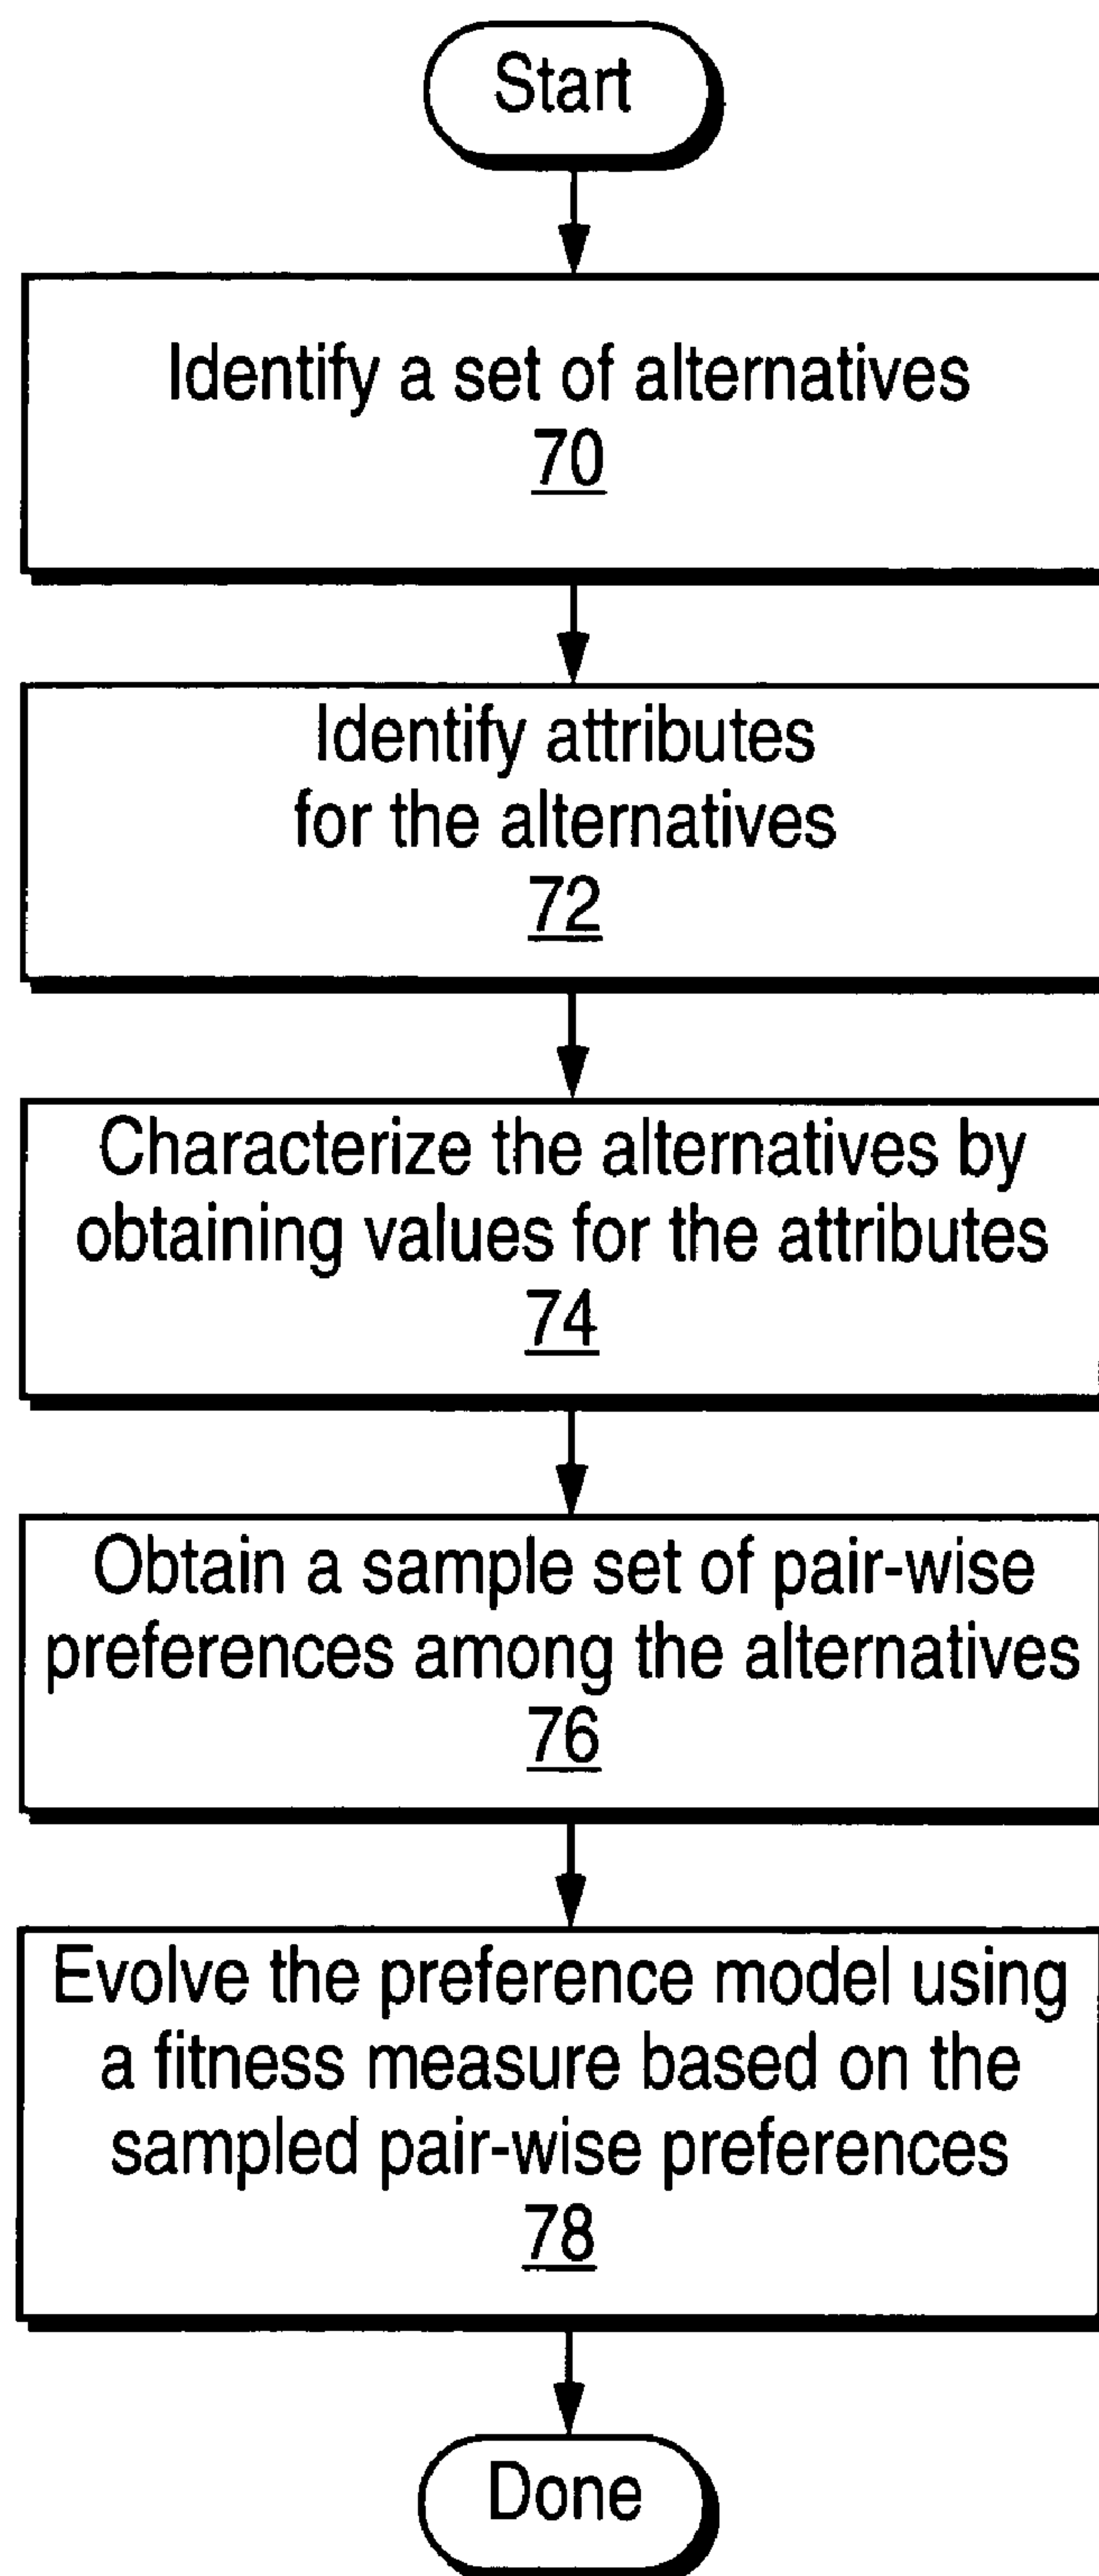 Start
Identify a set of alternatives
70
Identify attributes
for the alternatives
72
Characterize the alternatives by
obtaining values for the attributes
74
Obtain a sample set of pair-wise
preferences among the alternatives
76
Evolve the preference model using
a fitness measure based on the
sampled pair-wise preferences
78
Done